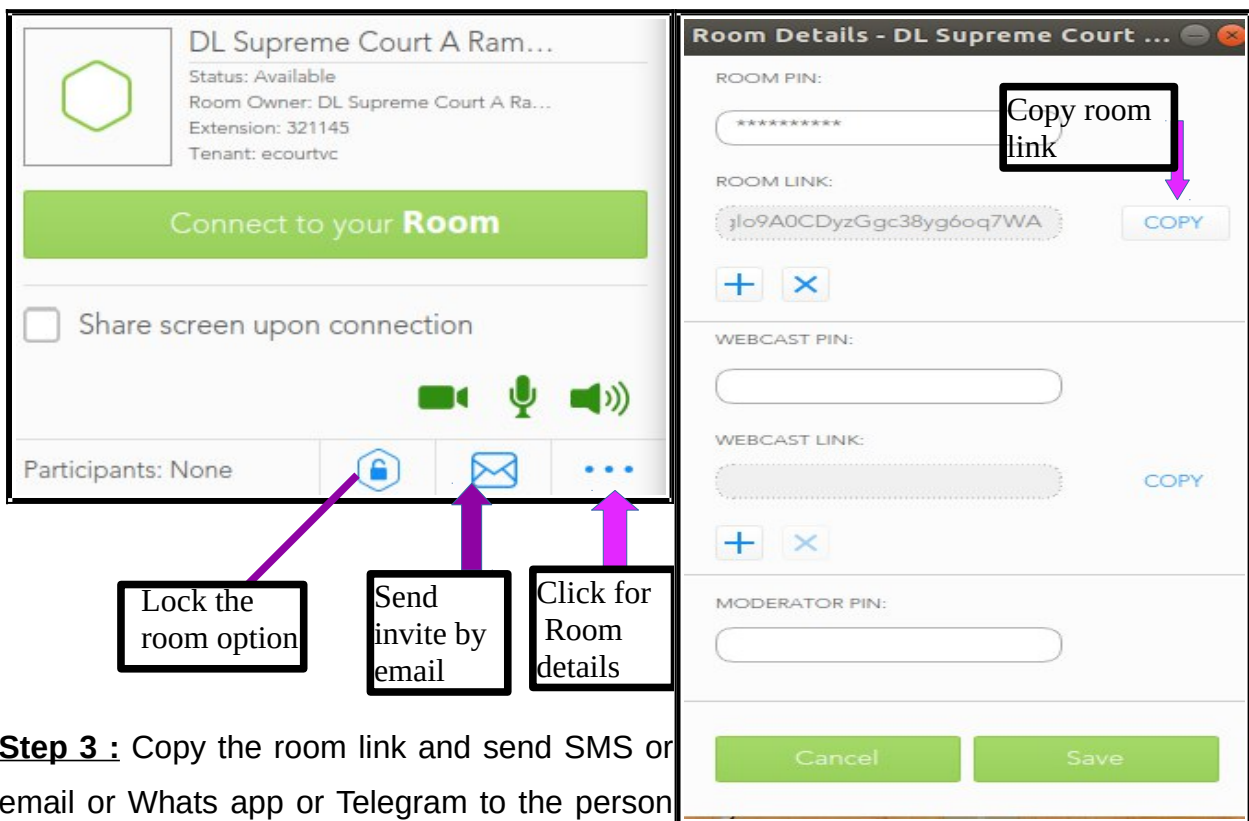 DL Supreme Court A Ram...
Status: Available
Room Owner: DL Supreme Court A Ra...
Extension: 321145
Tenant: ecourtvc
Connect to your Room
Share screen upon connection
Participants: None
Lock the
room option
Send
invite by
email
Click for
Room
details
Step 3 : Copy the room link and send SMS or
email or Whats app or Telegram to the person
Room Details - DL Supreme Court ...
ROOM PIN:
**********
Copy room
link
ROOM LINK:
glo9A0CDyzGgc38yg6oq7WA
COPY
WEBCAST PIN:
WEBCAST LINK:
COPY
MODERATOR PIN:
Cancel
Save